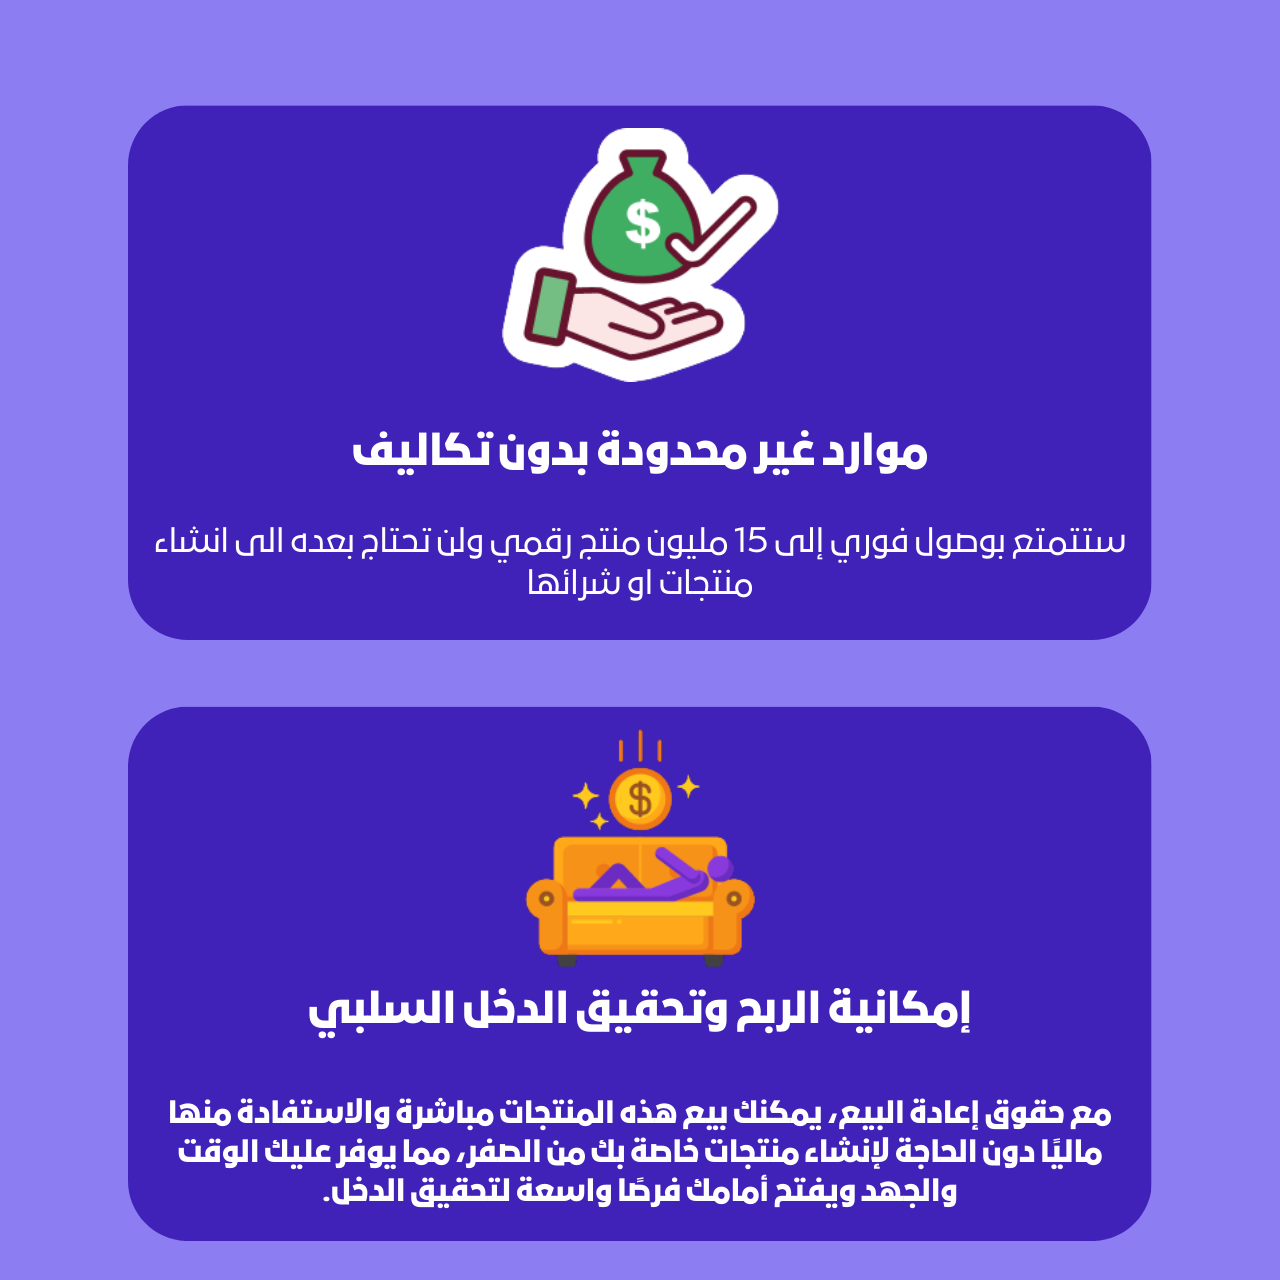 $
موارد غير محدودة بدون تكاليف
ستتمتع بوصول فوري إلى 15 مليون منتج رقمي ولن تحتاج بعده الى انشاء
منتجات او شرائها
$
إمكانية الربح وتحقيق الدخل السلبي
مع حقوق إعادة البيع، يمكنك بيع هذه المنتجات مباشرة والاستفادة منها
ماليًا دون الحاجة لإنشاء منتجات خاصة بك من الصفر، مما يوفر عليك الوقت
والجهد ويفتح أمامك فرصًا واسعة لتحقيق الدخل.